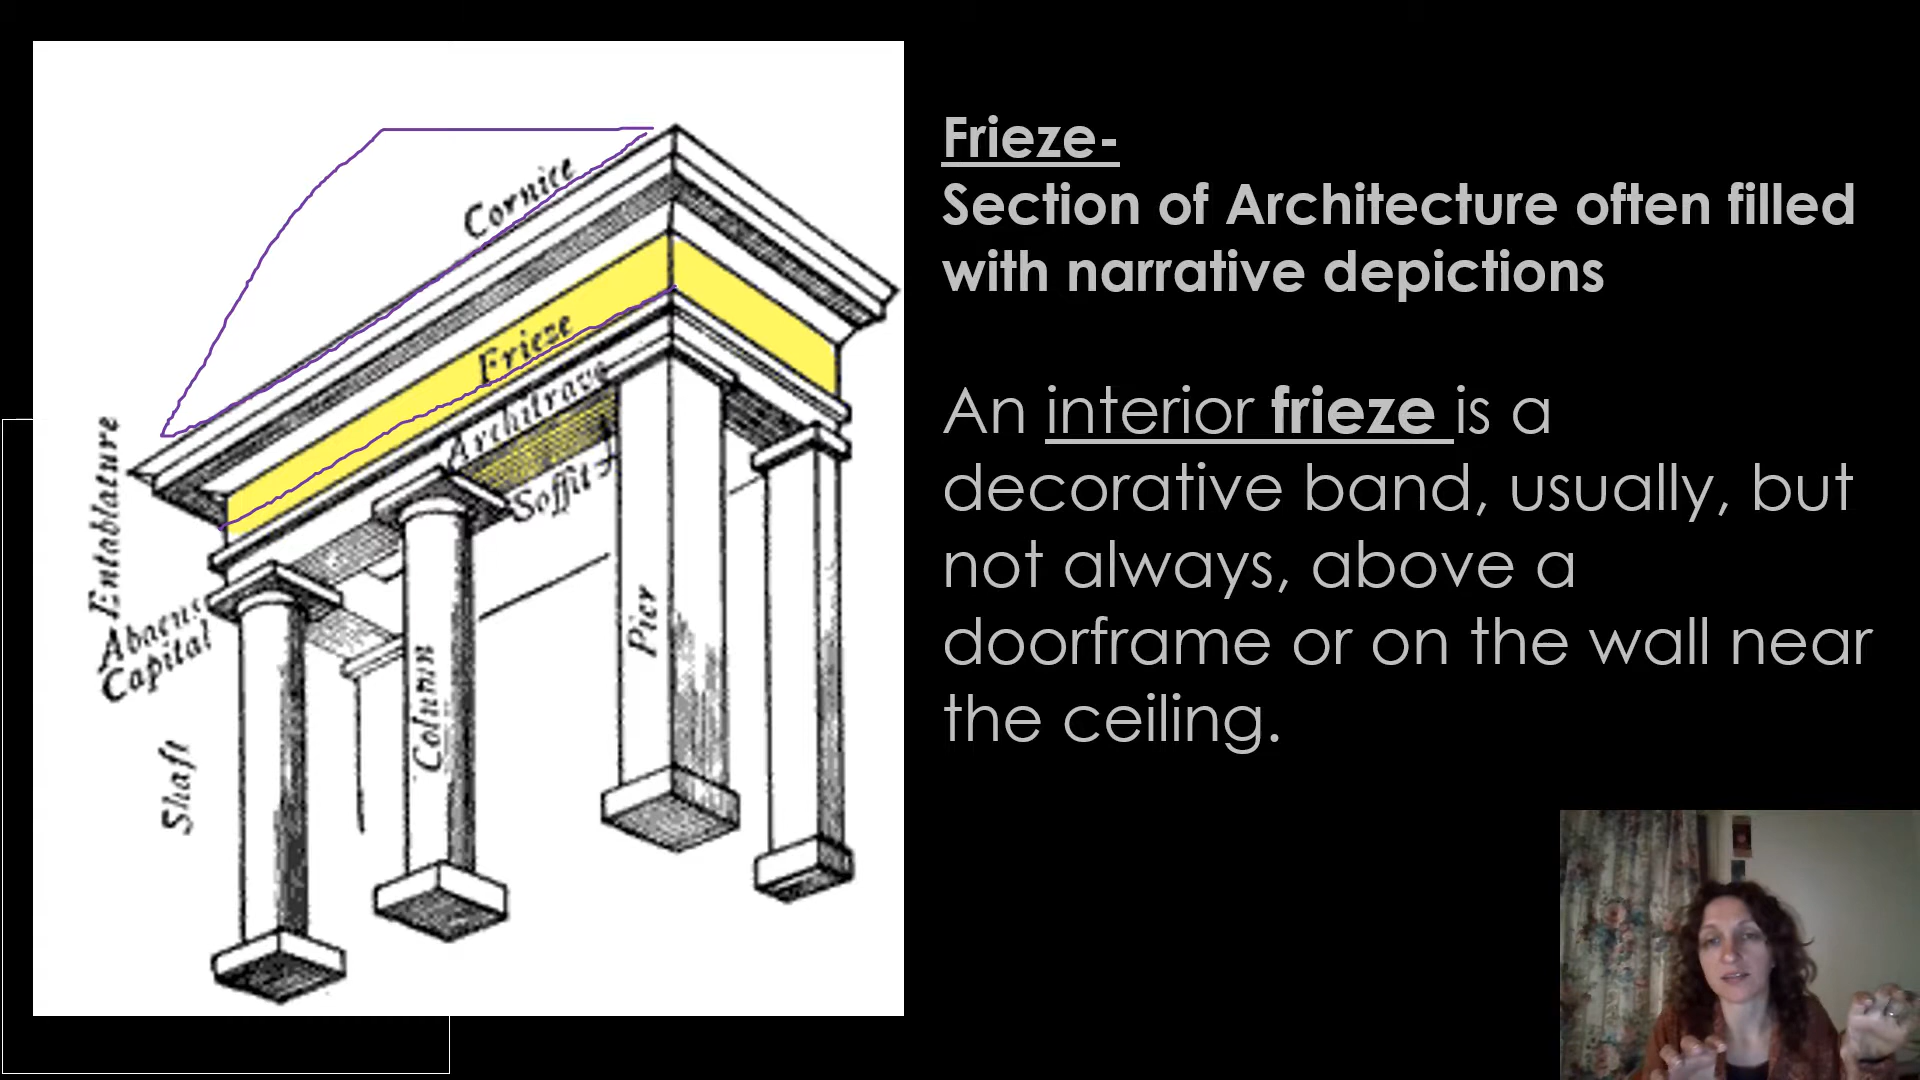 Cornice
Frieze
Architrave
Soffit
Entablature
Abacus
Capital
Pier
Column
Shaft
Frieze-
Section of Architecture often filled
with narrative depictions
An interior frieze is a
decorative band, usually, but
not always, above a
doorframe or on the wall near
the ceiling.